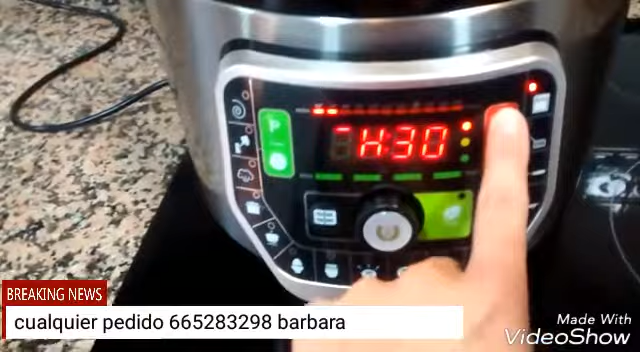 P
-H30
BREAKING NEWS
cualquier pedido 665283298 barbara
Made With
VideoShow